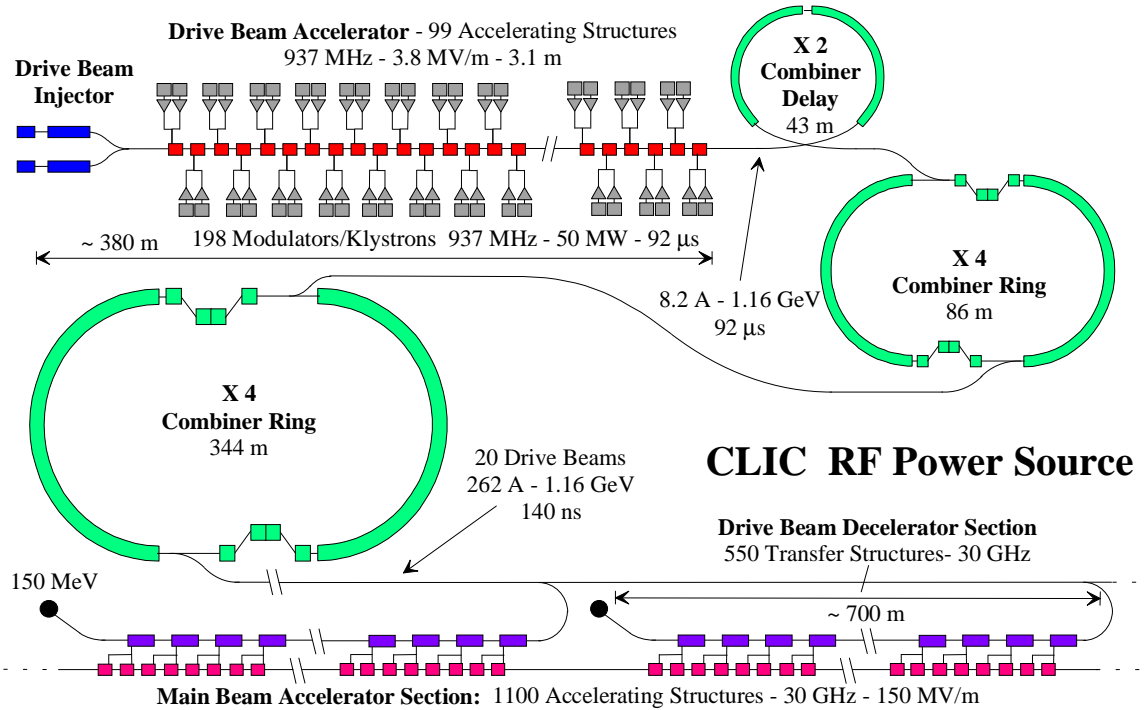 Drive Beam Accelerator - 99 Accelerating Structures
937 MHz - 3.8 MV/m - 3.1 m
Drive Beam
Injector
X 2
Combiner
Delay
43 m
~ 380 m
198 Modulators/Klystrons 937 MHz - 50 MW - 92 μs
8.2 A - 1.16 GeV
92 μs
X 4
Combiner Ring
86 m
X 4
Combiner Ring
344 m
20 Drive Beams
262 A - 1.16 GeV
140 ns
CLIC RF Power Source
Drive Beam Decelerator Section
550 Transfer Structures- 30 GHz
150 MeV
~ 700 m
Main Beam Accelerator Section: 1100 Accelerating Structures - 30 GHz - 150 MV/m